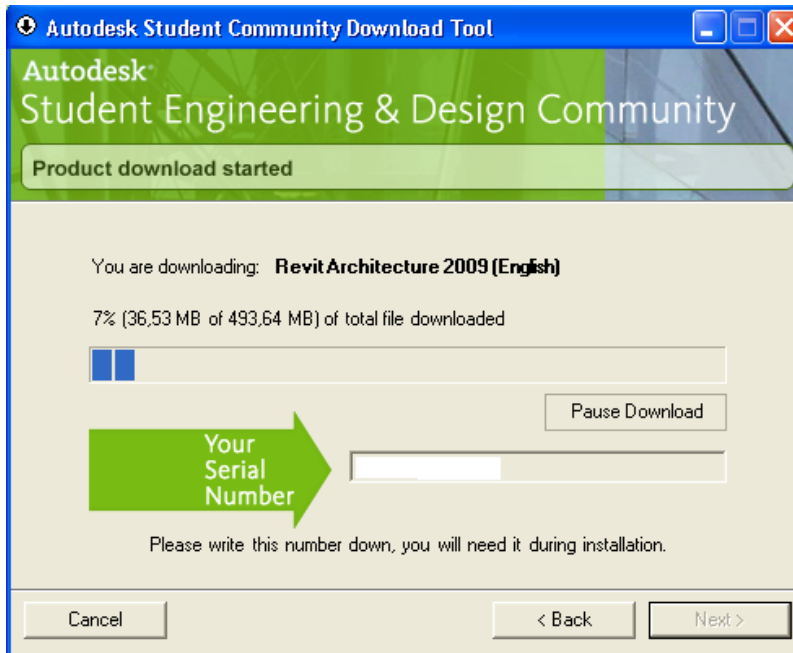 Autodesk Student Community Download Tool
Autodesk®
Student Engineering & Design Community
Product download started
You are downloading: Revit Architecture 2009 (English)
7% (36,53 MB of 493,64 MB) of total file downloaded
Pause Download
Your
Serial
Number
Please write this number down, you will need it during installation.
Cancel
< Back
Next >